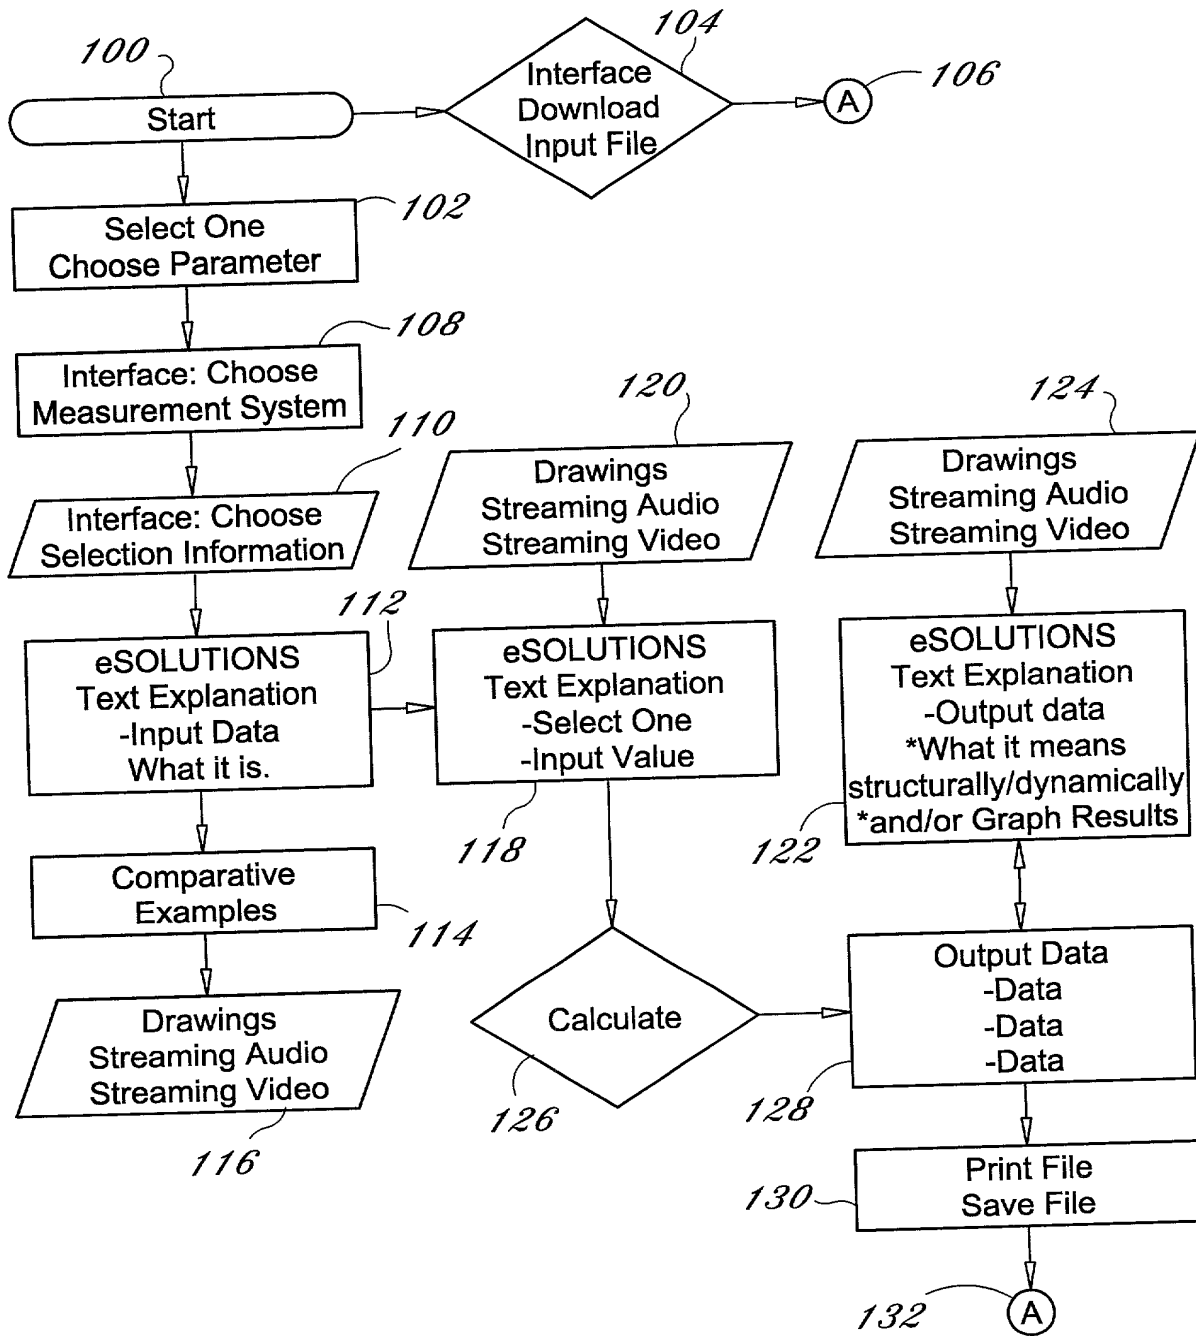 100
Start
104
Interface
Download
Input File
A
106
102
Select One
Choose Parameter
108
Interface: Choose
Measurement System
110
Interface: Choose
Selection Information
112
eSOLUTIONS
Text Explanation
-Input Data
What it is.
Comparative
Examples
114
Drawings
Streaming Audio
Streaming Video
116
120
Drawings
Streaming Audio
Streaming Video
eSOLUTIONS
Text Explanation
-Select One
-Input Value
118
Calculate
126
124
Drawings
Streaming Audio
Streaming Video
eSOLUTIONS
Text Explanation
-Output data
*What it means
structurally/dynamically
*and/or Graph Results
122
Output Data
-Data
-Data
-Data
128
Print File
Save File
130
A
132